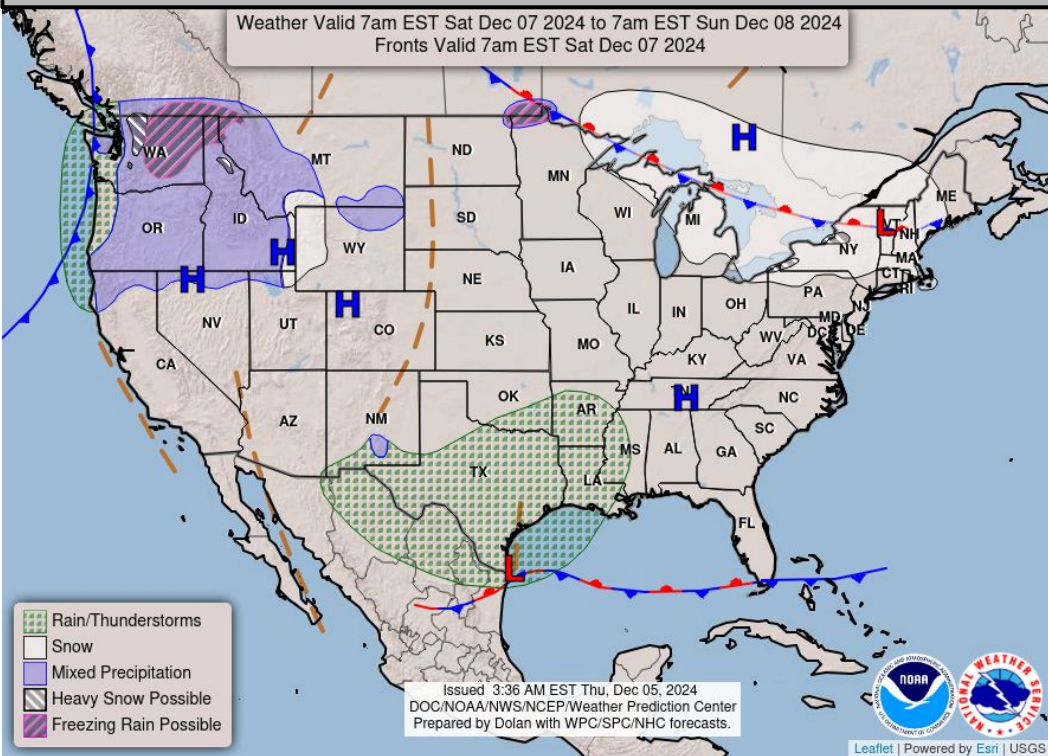 Weather Valid 7am EST Sat Dec 07 2024 to 7am EST Sun Dec 08 2024
Fronts Valid 7am EST Sat Dec 07 2024
WA
MT
ND
MN
OR
ID
SD
WI
MI
ME
VT
NH
WY
NY
MA
CT
RI
NE
IA
PA
NV
UT
CO
IL
IN
OH
NJ
MD
DE
DC
WV
CA
KS
MO
KY
VA
AZ
NM
OK
AR
TN
NC
SC
TX
LA
MS
AL
GA
FL
H
H
H
H
H
L
L
Rain/Thunderstorms
Snow
Mixed Precipitation
Heavy Snow Possible
Freezing Rain Possible
Issued 3:36 AM EST Thu, Dec 05, 2024
DOC/NOAA/NWS/NCEP/Weather Prediction Center
Prepared by Dolan with WPC/SPC/NHC forecasts.
NOAA
NATIONAL WEATHER SERVICE
Leaflet | Powered by Esri | USGS